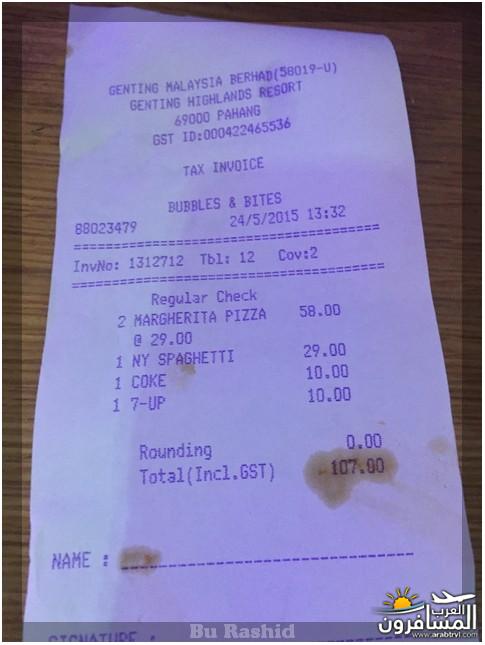 GENTING MALAYSIA BERHAD(58019-U)
GENTING HIGHLANDS RESORT
69000 PAHANG
GST ID:000422465536
TAX INVOICE
BUBBLES & BITES
88023479 24/5/2015 13:32
======================================
InvNo: 1312712 Tbl: 12 Cov:2
======================================
Regular Check
2 MARGHERITA PIZZA 58.00
@ 29.00
1 NY SPAGHETTI 29.00
1 COKE 10.00
1 7-UP 10.00
Rounding 0.00
Total(Incl.GST) 107.00
NAME : ______________________________
SIGNATURE :
Bu Rashid
العرب
المسافرون
www.arabtrvl.com